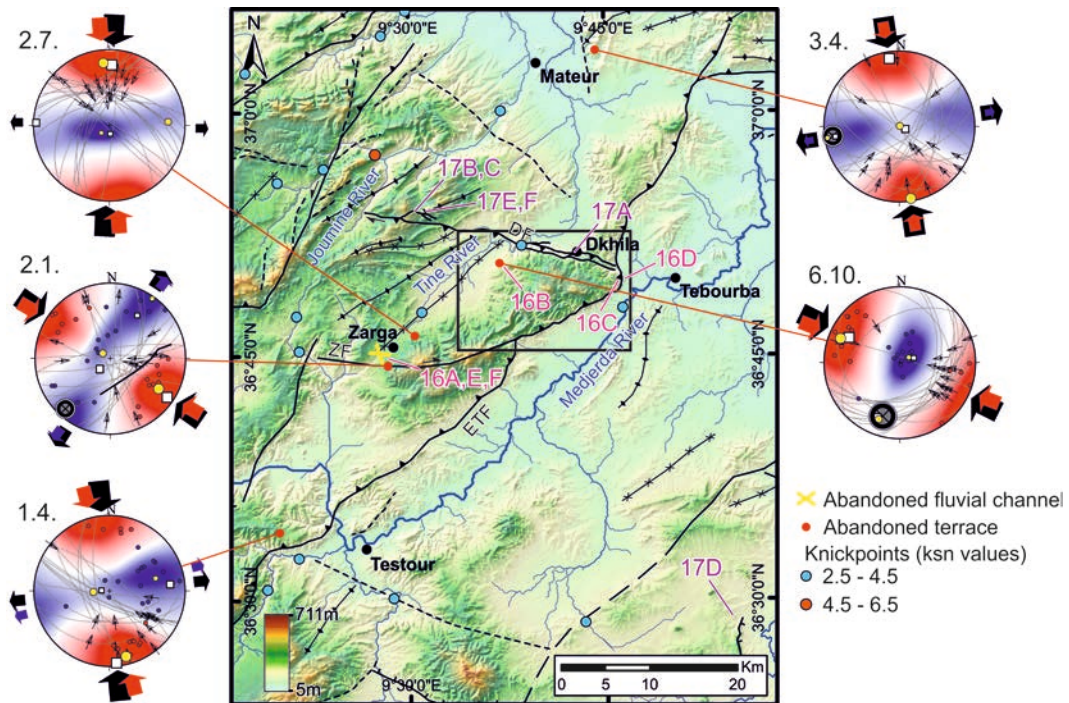 9°30'0"E
9°45'0"E
2.7.
N
N
3.4.
N
Mateur
37°0'0"N
37°0'0"N
17B,C
17E,F
17A
Joumine River
DF
Dkhila
2.1.
N
Tine River
16D
6.10.
N
16B
Tebourba
16C
Zarga
36°45'0"N
ZF
36°45'0"N
16A,E,F
Medjerda River
ETF
1.4.
N
Abandoned fluvial channel
Abandoned terrace
Knickpoints (ksn values)
2.5 - 4.5
4.5 - 6.5
Testour
17D
36°30'0"N
36°30'0"N
711m
5m
Km
0 5 10 20
9°30'0"E
9°45'0"E